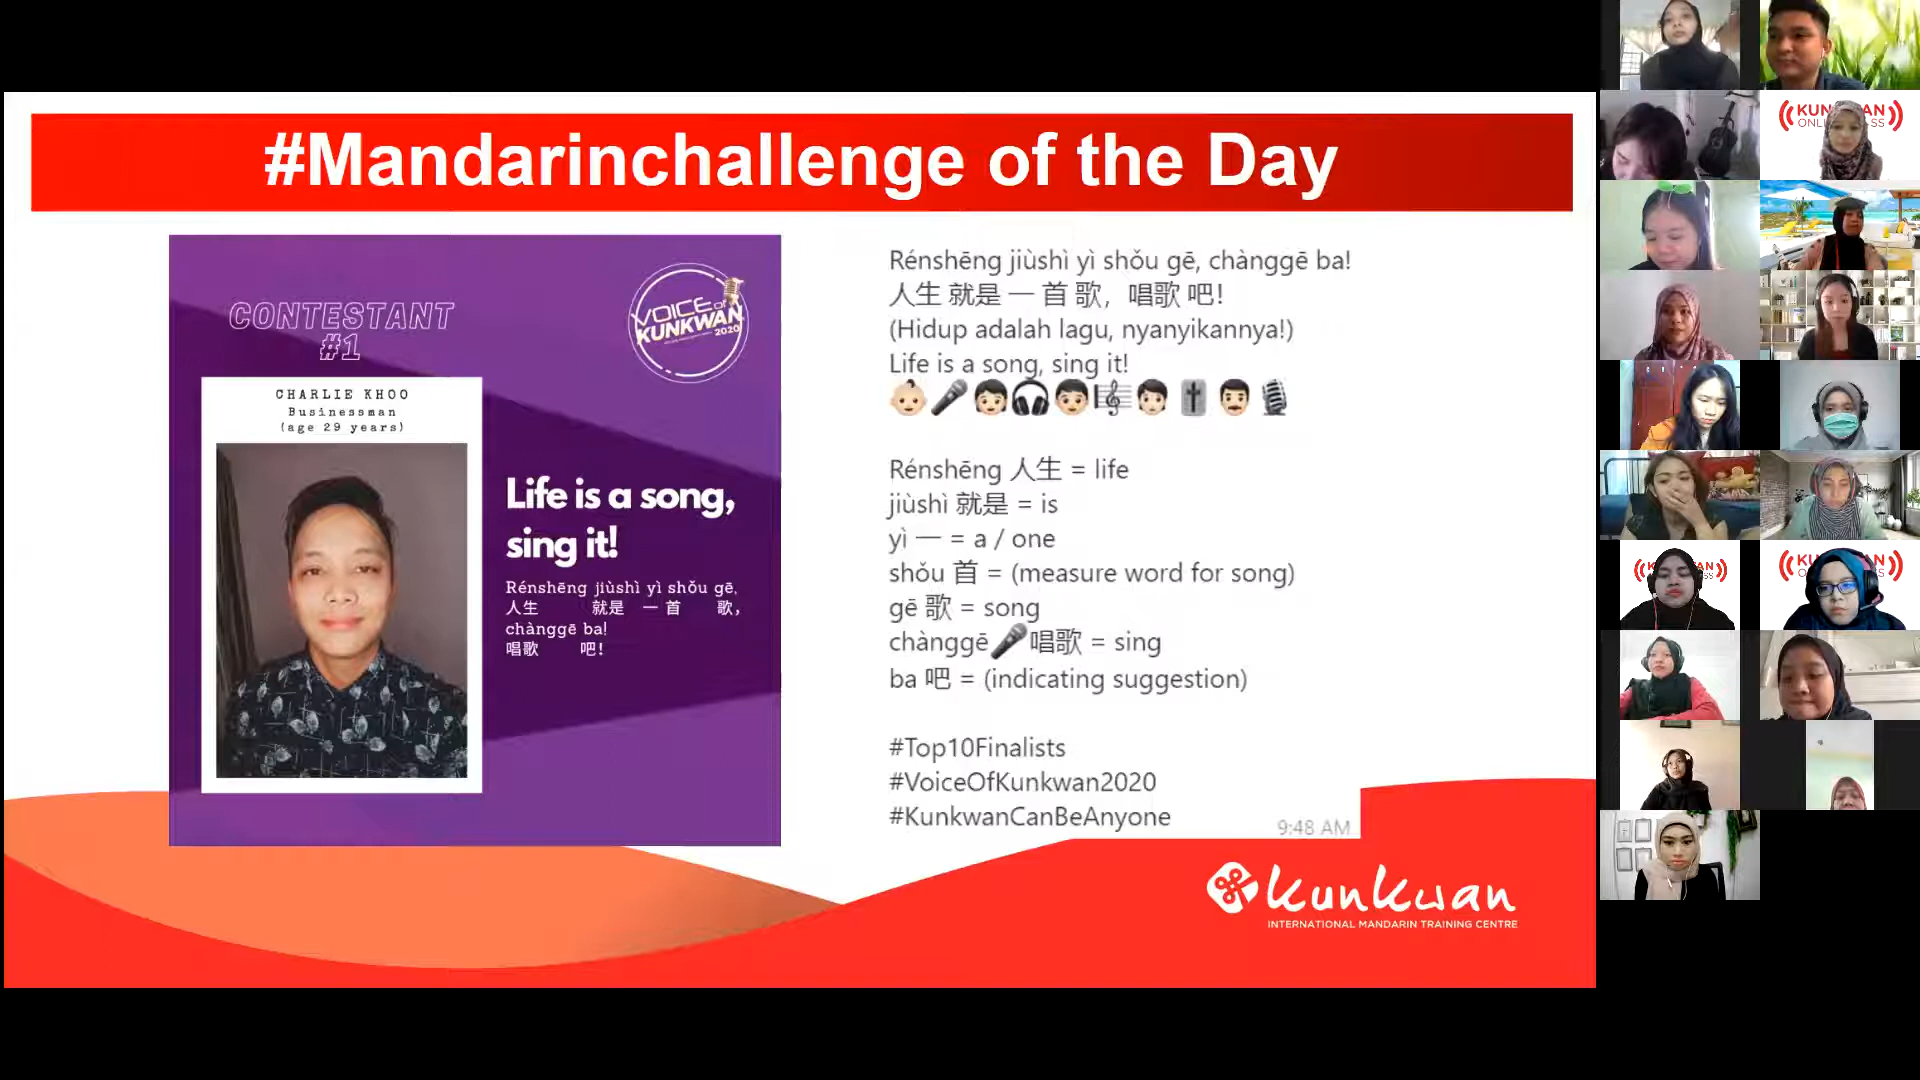 #Mandarinchallenge of the Day
CONTESTANT
#1
VOICE OF
KUNKWAN
2020
CHARLIE KHOO
Businessman
(age 29 years)
Life is a song,
sing it!
Rénshēng jiùshì yì shǒu gē,
人生 就是 一 首 歌，
chànggē ba!
唱歌 吧！
Rénshēng jiùshì yì shǒu gē, chànggē ba!
人生 就是 一 首 歌，唱歌 吧！
(Hidup adalah lagu, nyanyikannya!)
Life is a song, sing it!
Rénshēng 人生 = life
jiùshì 就是 = is
yì 一 = a / one
shǒu 首 = (measure word for song)
gē 歌 = song
chànggē🎤唱歌 = sing
ba 吧 = (indicating suggestion)
#Top10Finalists
#VoiceOfKunkwan2020
#KunkwanCanBeAnyone
9:48 AM
kunkwan
INTERNATIONAL MANDARIN TRAINING CENTRE